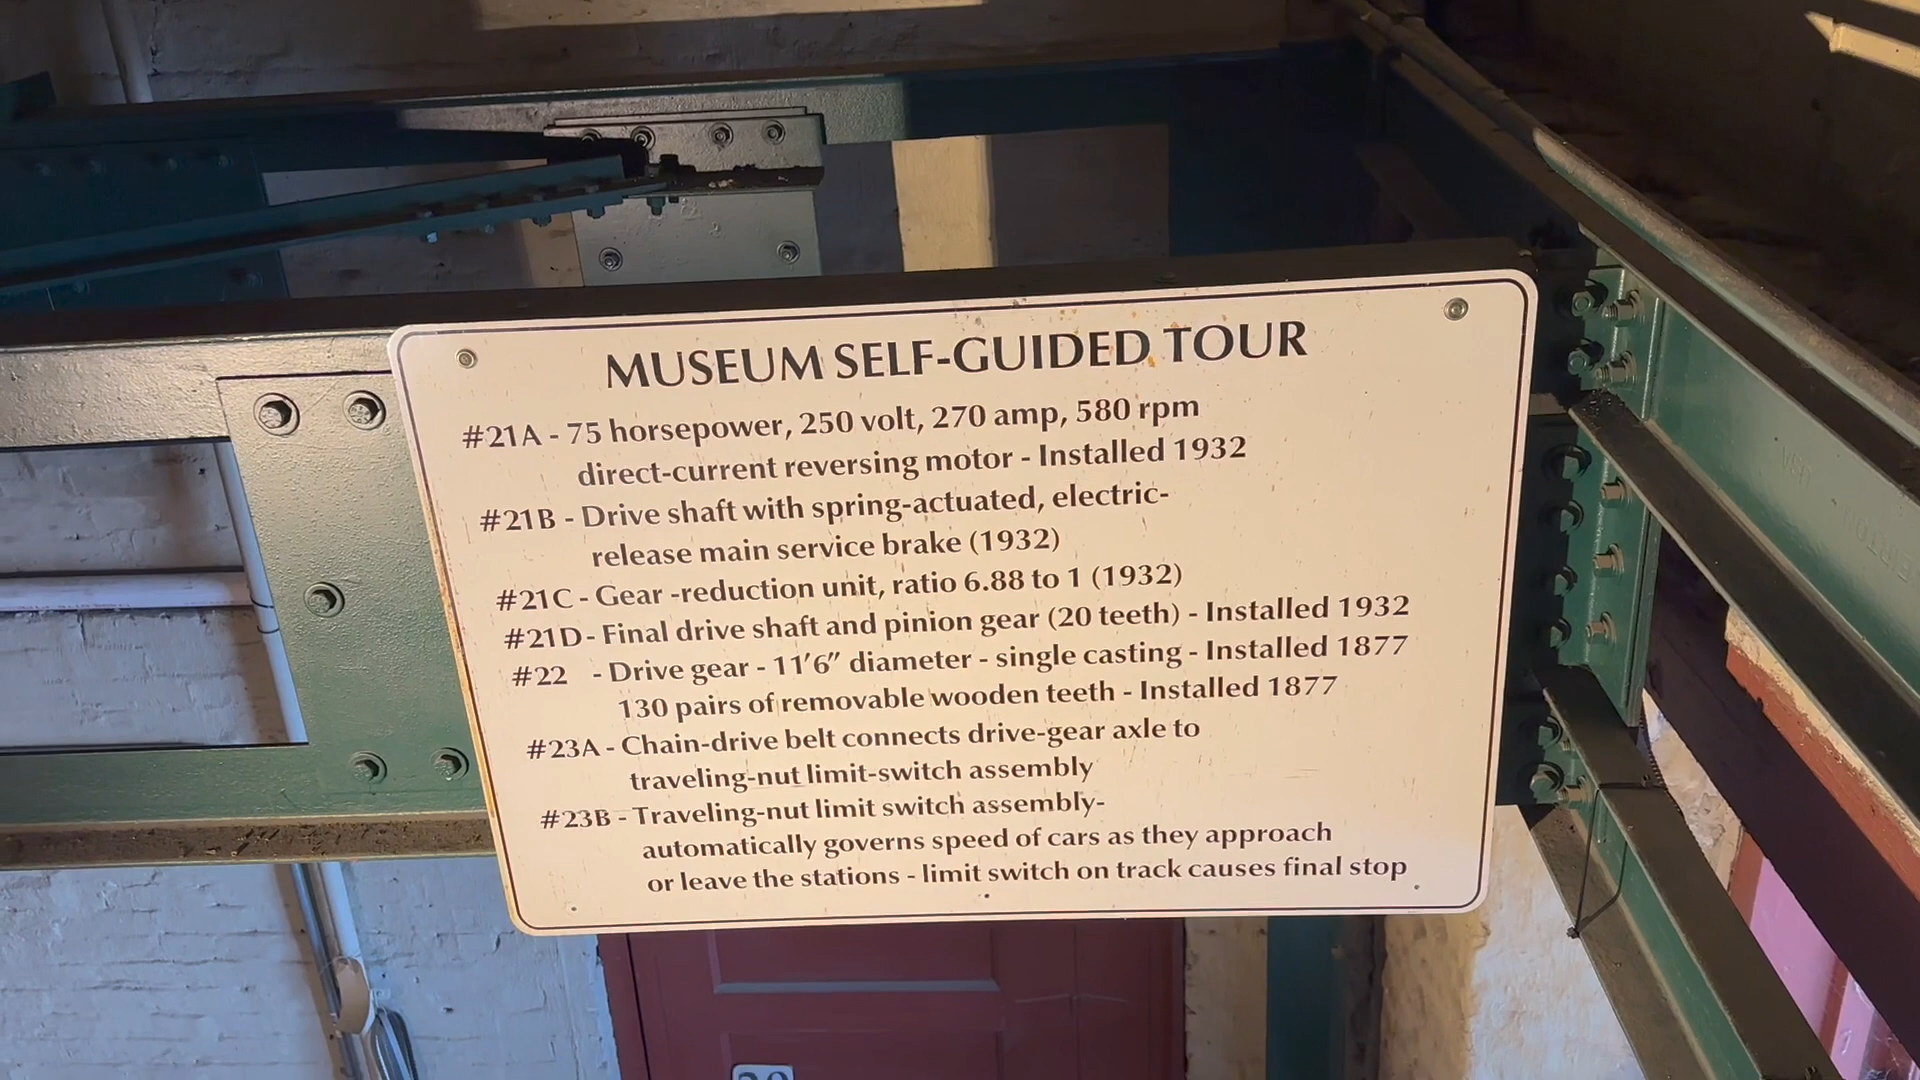 MUSEUM SELF-GUIDED TOUR
#21A - 75 horsepower, 250 volt, 270 amp, 580 rpm
direct-current reversing motor - Installed 1932
#21B - Drive shaft with spring-actuated, electric-
release main service brake (1932)
#21C - Gear -reduction unit, ratio 6.88 to 1 (1932)
#21D- Final drive shaft and pinion gear (20 teeth) - Installed 1932
#22 - Drive gear - 11'6" diameter - single casting - Installed 1877
130 pairs of removable wooden teeth - Installed 1877
#23A - Chain-drive belt connects drive-gear axle to
traveling-nut limit-switch assembly
#23B - Traveling-nut limit switch assembly-
automatically governs speed of cars as they approach
or leave the stations - limit switch on track causes final stop